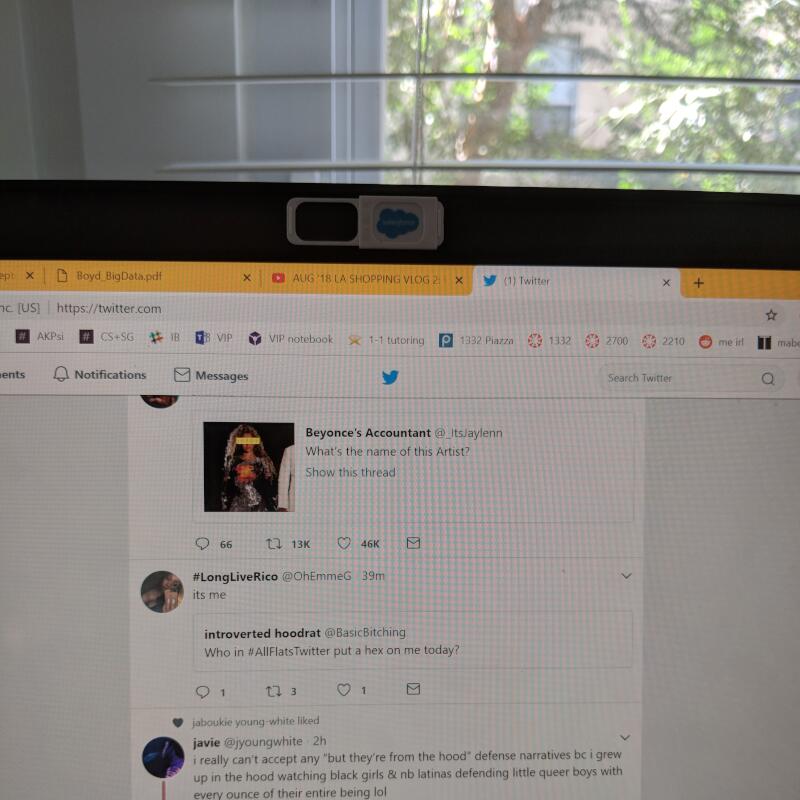 salesforce
Boyd_BigData.pdf
AUG '18 LA SHOPPING VLOG 2:
(1) Twitter
nc. [US] https://twitter.com
AKPsi CS+SG IB VIP VIP notebook 1-1 tutoring 1332 Piazza 1332 2700 2210 me irl
Notifications Messages Search Twitter
Beyonce's Accountant @_ItsJaylenn
What's the name of this Artist?
Show this thread
66 13K 46K
#LongLiveRico @OhEmmeG 39m
its me
introverted hoodrat @BasicBitching
Who in #AllFlatsTwitter put a hex on me today?
1 3 1
jaboukie young-white liked
javie @jyoungwhite · 2h
i really can't accept any "but they're from the hood" defense narratives bc i grew
up in the hood watching black girls & nb latinas defending little queer boys with
every ounce of their entire being lol